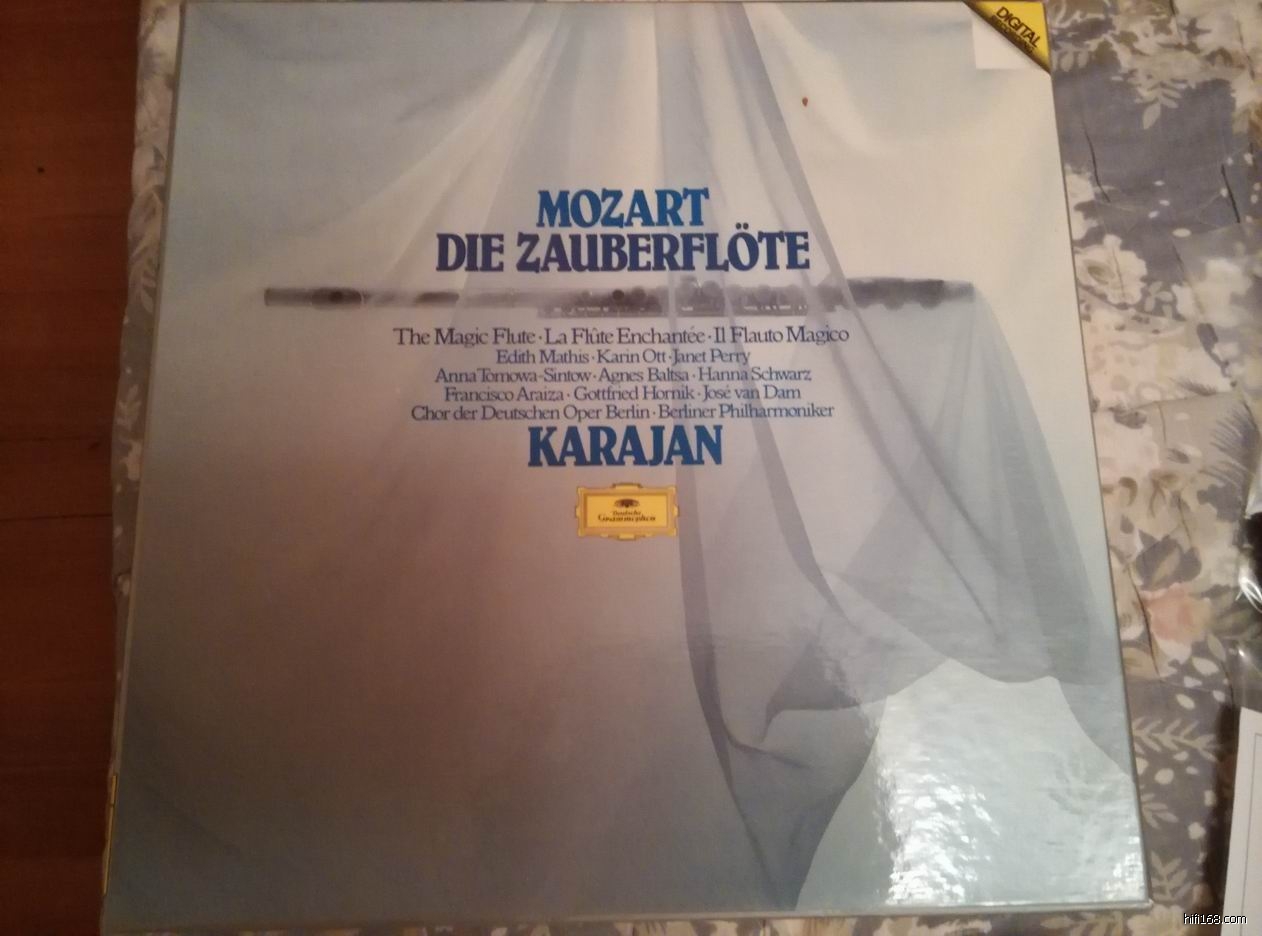 DIGITAL
RECORDING
MOZART
DIE ZAUBERFLÖTE
The Magic Flute · La Flûte Enchantée · Il Flauto Magico
Edith Mathis · Karin Ott · Janet Perry
Anna Tomowa-Sintow · Agnes Baltsa · Hanna Schwarz
Francisco Araiza · Gottfried Hornik · José van Dam
Chor der Deutschen Oper Berlin · Berliner Philharmoniker
KARAJAN
Deutsche
Grammophon
hifi168.com